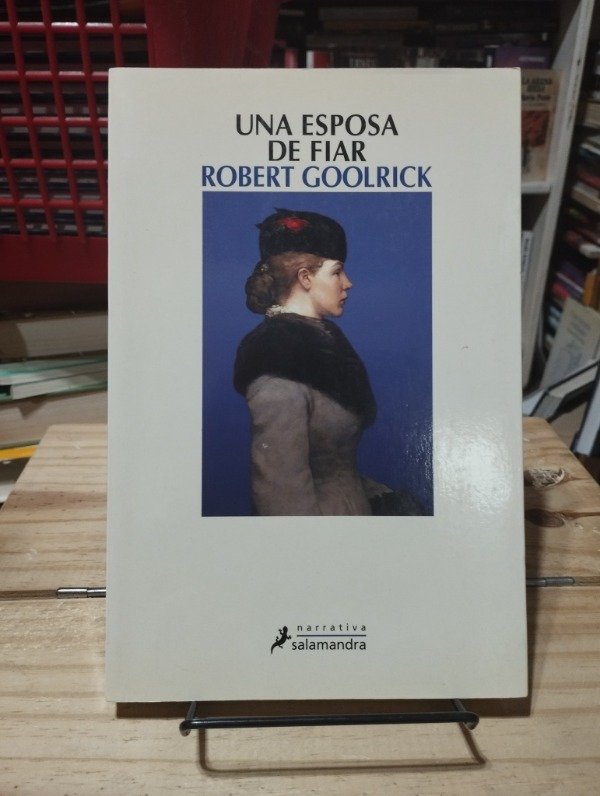 UNA ESPOSA
DE FIAR
ROBERT GOOLRICK
narrativa
salamandra